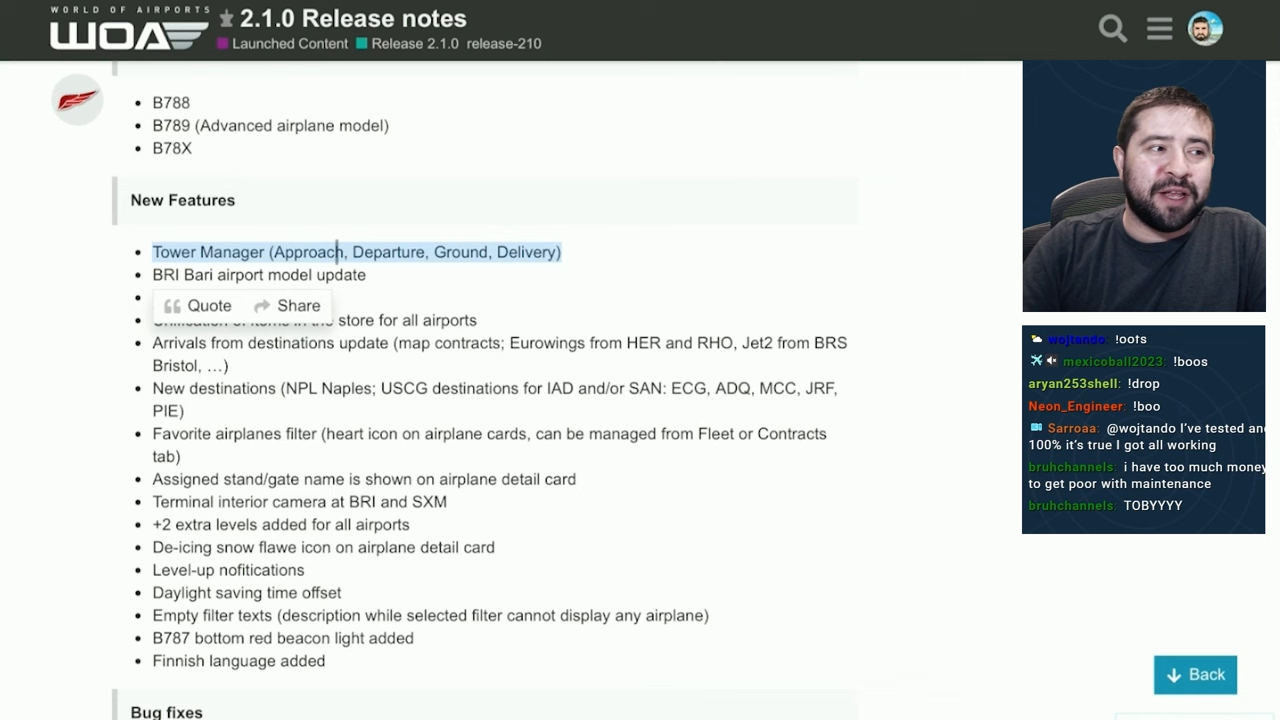 WORLD OF AIRPORTS
WOA
2.1.0 Release notes
Launched Content Release 2.1.0 release-210
B788
B789 (Advanced airplane model)
B78X
New Features
Tower Manager (Approach, Departure, Ground, Delivery)
BRI Bari airport model update
Quote Share
store for all airports
Arrivals from destinations update (map contracts; Eurowings from HER and RHO, Jet2 from BRS
Bristol, …)
New destinations (NPL Naples; USCG destinations for IAD and/or SAN: ECG, ADQ, MCC, JRF,
PIE)
Favorite airplanes filter (heart icon on airplane cards, can be managed from Fleet or Contracts
tab)
Assigned stand/gate name is shown on airplane detail card
Terminal interior camera at BRI and SXM
+2 extra levels added for all airports
De-icing snow flawe icon on airplane detail card
Level-up nofitications
Daylight saving time offset
Empty filter texts (description while selected filter cannot display any airplane)
B787 bottom red beacon light added
Finnish language added
Bug fixes
Back
wojtando: !oots
mexicoball2023: !boos
aryan253shell: !drop
Neon_Engineer: !boo
Sarroaa: @wojtando I've tested and
100% it's true I got all working
bruhchannels: i have too much money
to get poor with maintenance
bruhchannels: TOBYYYY